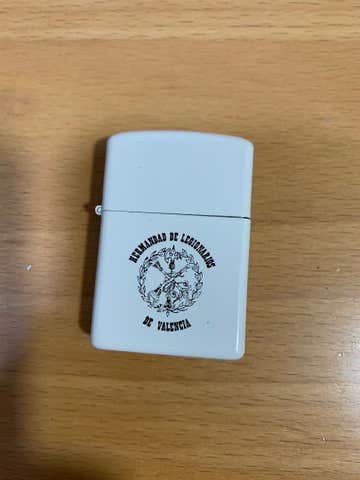 HERMANDAD DE LEGIONARIOS
DE VALENCIA